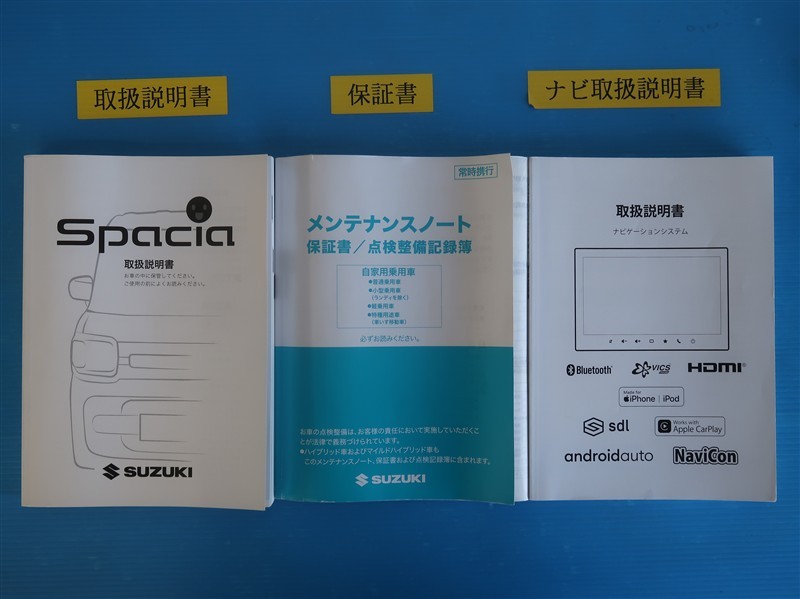 取扱説明書
保証書
ナビ取扱説明書
Spacia
取扱説明書
お車の中に保管してください。
ご使用の前によくお読みください。
SUZUKI
常時携行
メンテナンスノート
保証書/点検整備記録簿
自家用乗用車
●普通乗用車
●小型乗用車
(ランディを除く)
●軽乗用車
●特種用途車
(車いす移動車)
必ずお読みください。
お車の点検整備は、お客様の責任において実施していただくこ
とが法律で義務づけられています。
●ハイブリッド車およびマイルドハイブリッド車も
このメンテナンスノート、保証書および点検記録簿に含まれます。
SUZUKI
取扱説明書
ナビゲーションシステム
Bluetooth
VICS
HDMI
Made for
iPhone | iPod
sdl
Works with
Apple CarPlay
androidauto
NaviCon